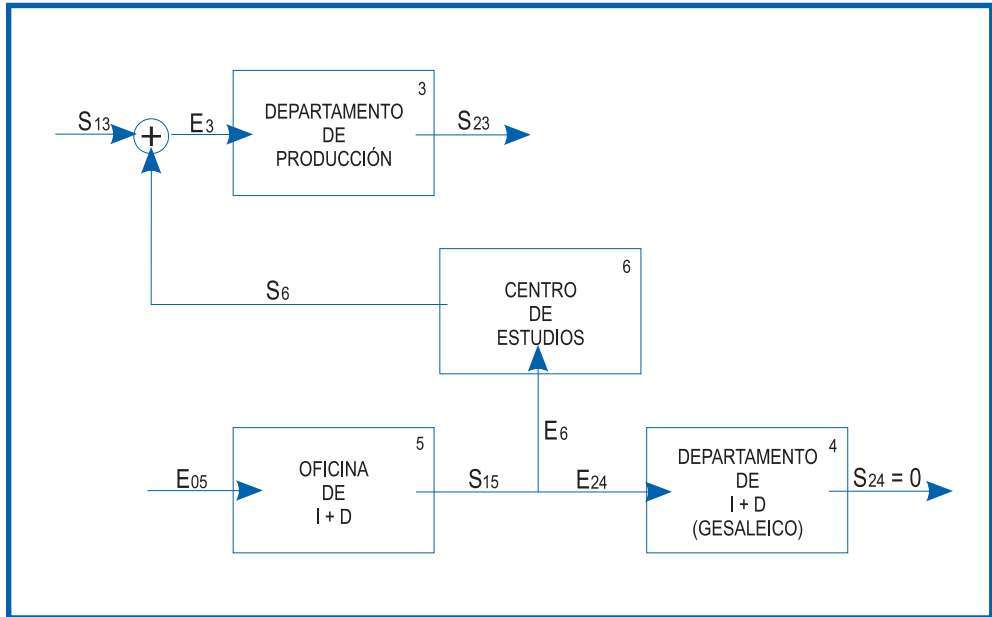 3
DEPARTAMENTO
DE
PRODUCCIÓN
S13
+
E3
S23
6
CENTRO
DE
ESTUDIOS
S6
E6
5
OFICINA
DE
I + D
E05
S15
E24
4
DEPARTAMENTO
DE
I + D
(GESALEICO)
S24 = 0